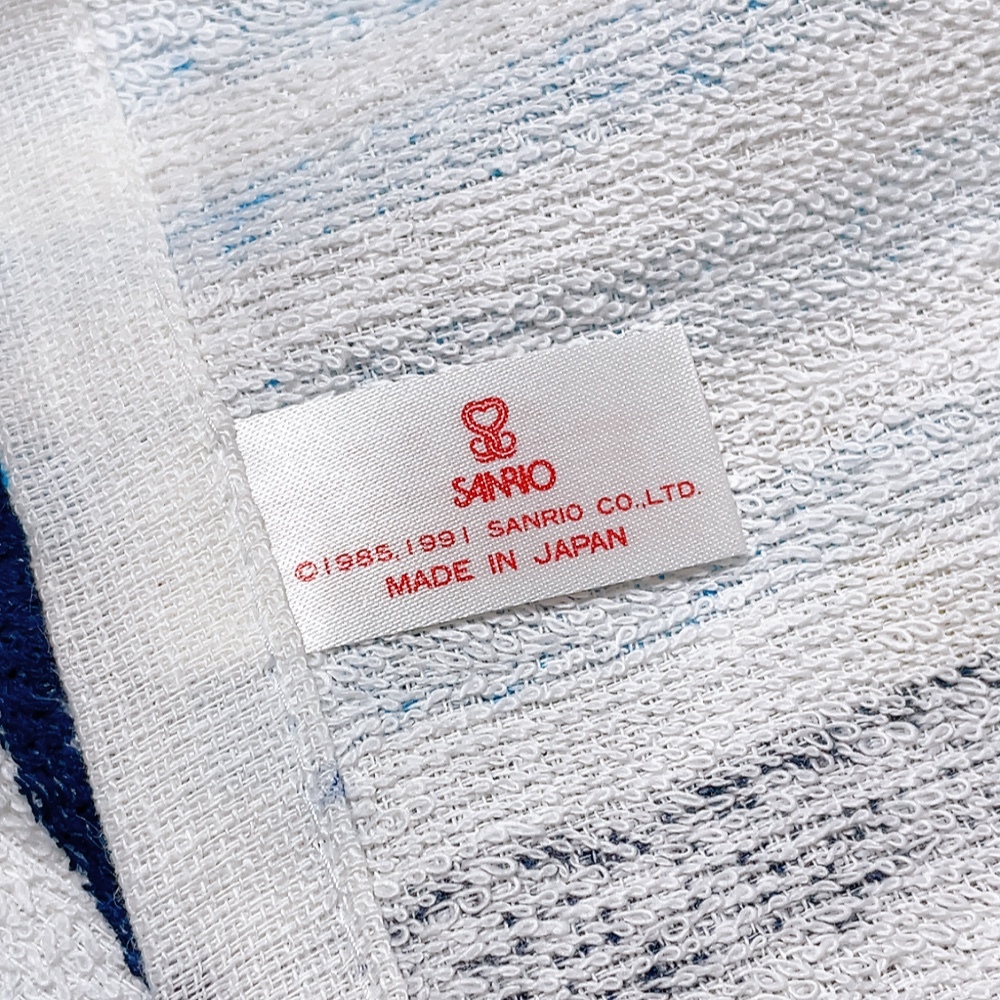 SANRIO
©1985.1991 SANRIO CO.,LTD.
MADE IN JAPAN